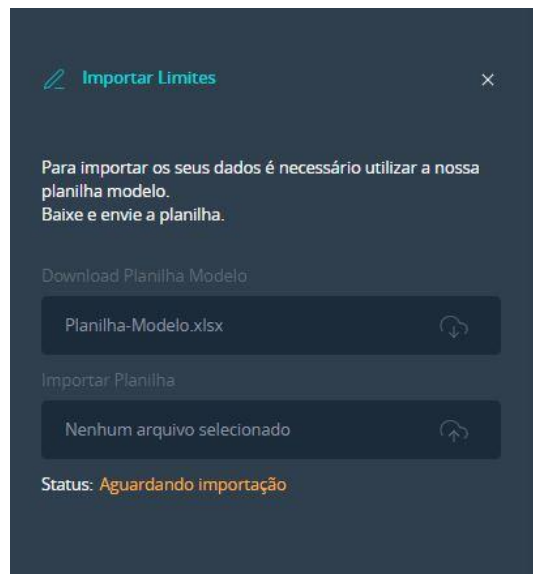 Importar Limites
Para importar os seus dados é necessário utilizar a nossa
planilha modelo.
Baixe e envie a planilha.
Download Planilha Modelo
Planilha-Modelo.xlsx
Importar Planilha
Nenhum arquivo selecionado
Status: Aguardando importação